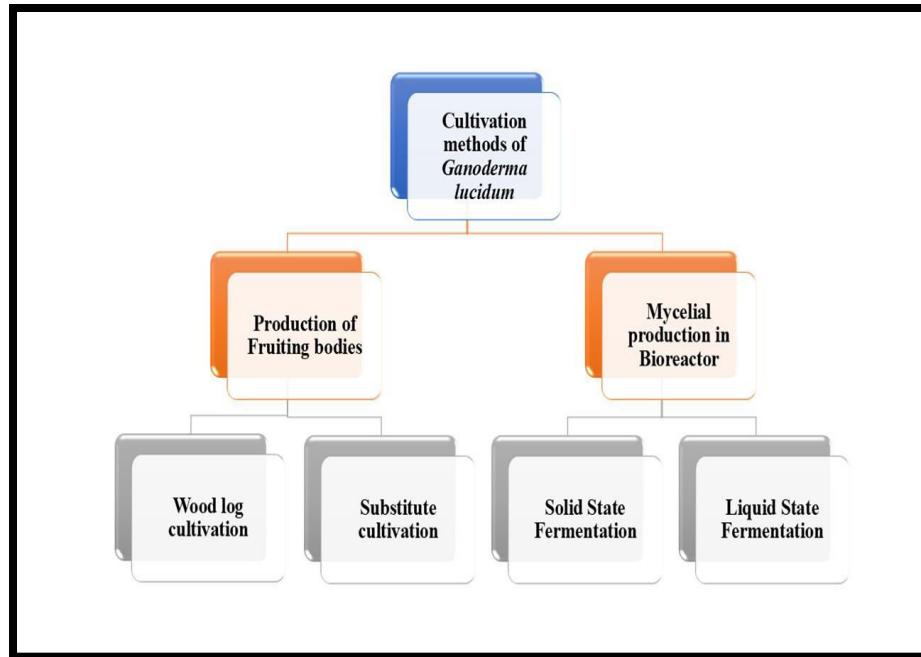 Cultivation
methods of
Ganoderma
lucidum
Production of
Fruiting bodies
Mycelial
production in
Bioreactor
Wood log
cultivation
Substitute
cultivation
Solid State
Fermentation
Liquid State
Fermentation